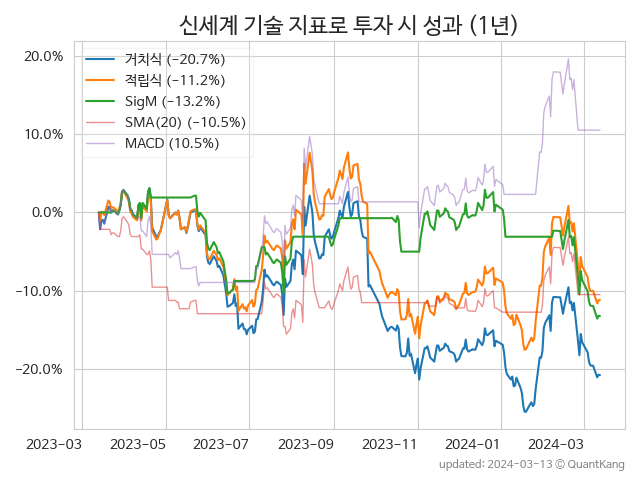 신세계 기술 지표로 투자 시 성과 (1년)
거치식 (-20.7%)
적립식 (-11.2%)
SigM (-13.2%)
SMA(20) (-10.5%)
MACD (10.5%)
20.0%
10.0%
0.0%
-10.0%
-20.0%
2023-03 2023-05 2023-07 2023-09 2023-11 2024-01 2024-03
updated: 2024-03-13 © QuantKang